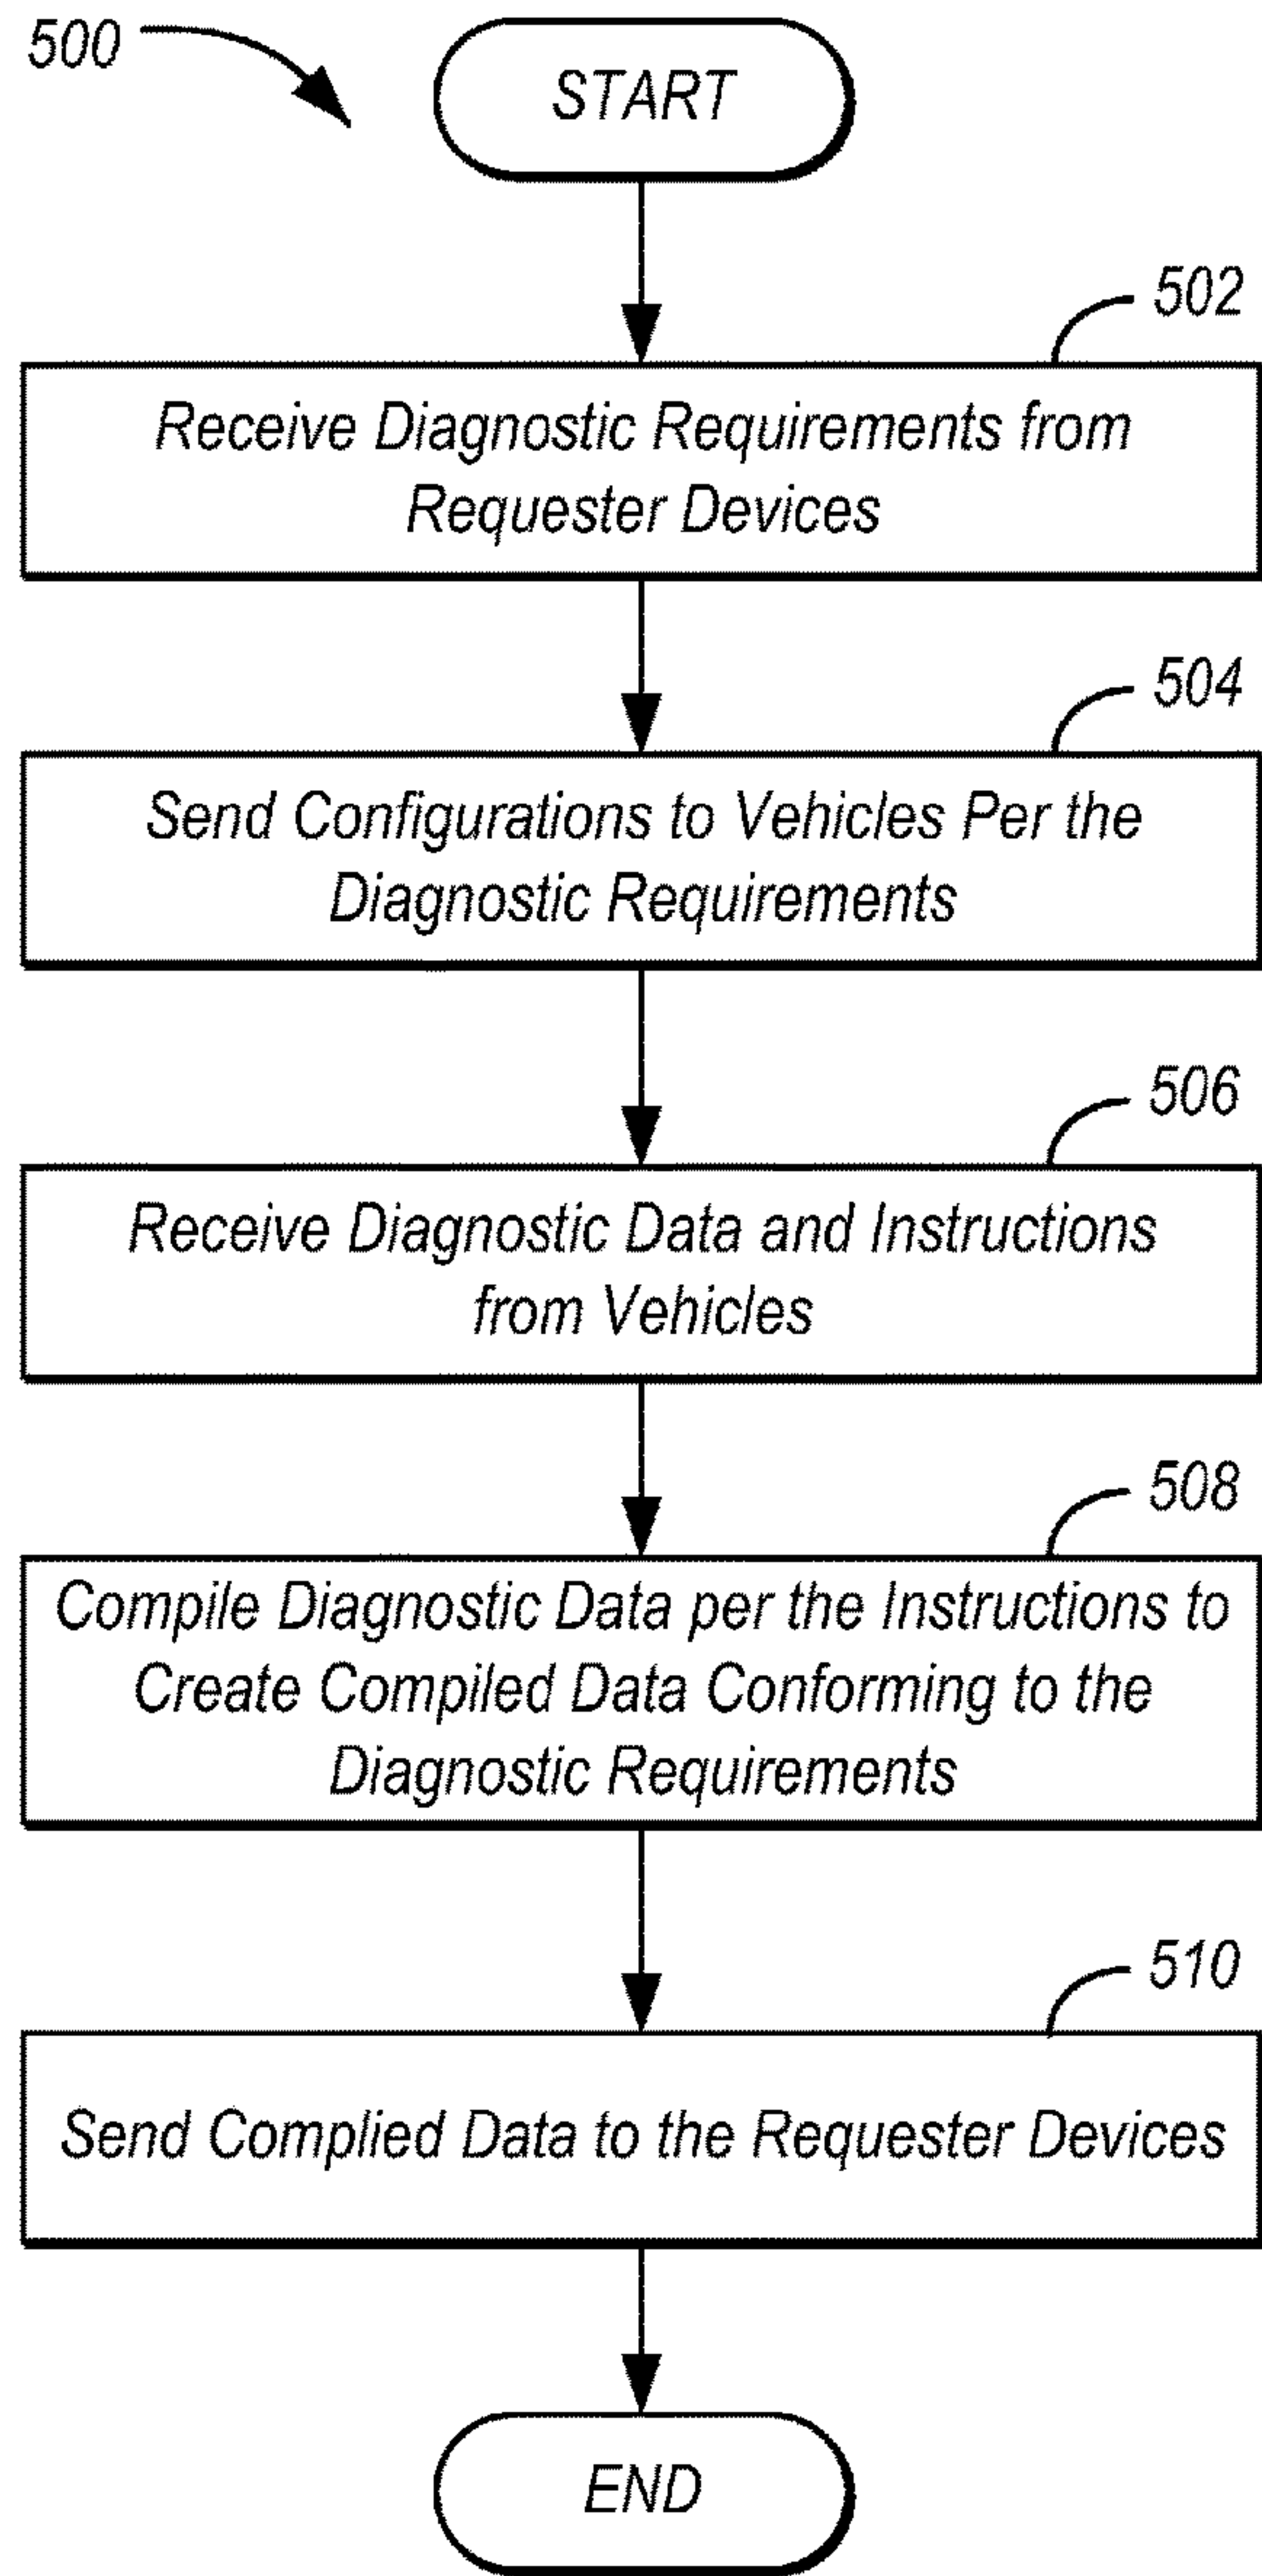 500
START
502
Receive Diagnostic Requirements from
Requester Devices
504
Send Configurations to Vehicles Per the
Diagnostic Requirements
506
Receive Diagnostic Data and Instructions
from Vehicles
508
Compile Diagnostic Data per the Instructions to
Create Compiled Data Conforming to the
Diagnostic Requirements
510
Send Complied Data to the Requester Devices
END